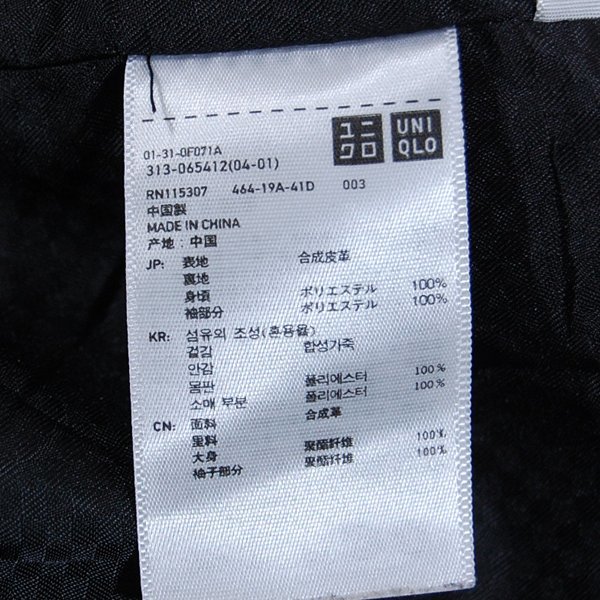 ユニ
クロ
UNI
QLO
01-31-0F071A
313-065412(04-01)
RN115307 464-19A-41D 003
中国製
MADE IN CHINA
产地：中国
JP: 表地 合成皮革
裏地
身頃 ポリエステル 100%
袖部分 ポリエステル 100%
KR: 섬유의 조성(혼용율)
겉감 합성가죽
안감
몸판 폴리에스터 100%
소매 부분 폴리에스터 100%
CN: 面料 合成革
里料
大身 聚酯纤维 100%
袖子部分 聚酯纤维 100%